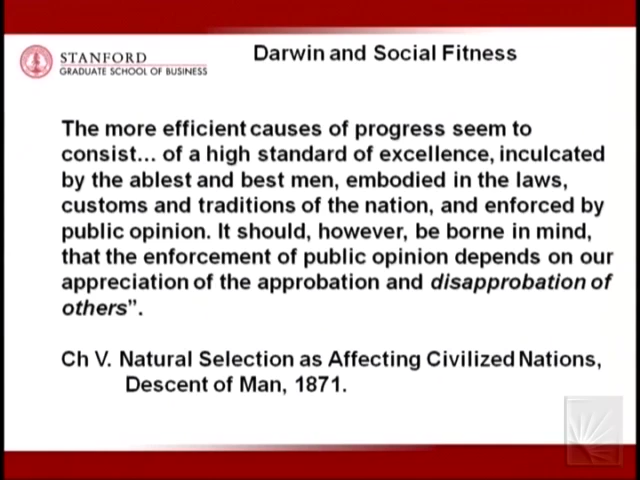 STANFORD
GRADUATE SCHOOL OF BUSINESS
Darwin and Social Fitness
The more efficient causes of progress seem to
consist... of a high standard of excellence, inculcated
by the ablest and best men, embodied in the laws,
customs and traditions of the nation, and enforced by
public opinion. It should, however, be borne in mind,
that the enforcement of public opinion depends on our
appreciation of the approbation and disapprobation of
others”.
Ch V. Natural Selection as Affecting Civilized Nations,
Descent of Man, 1871.